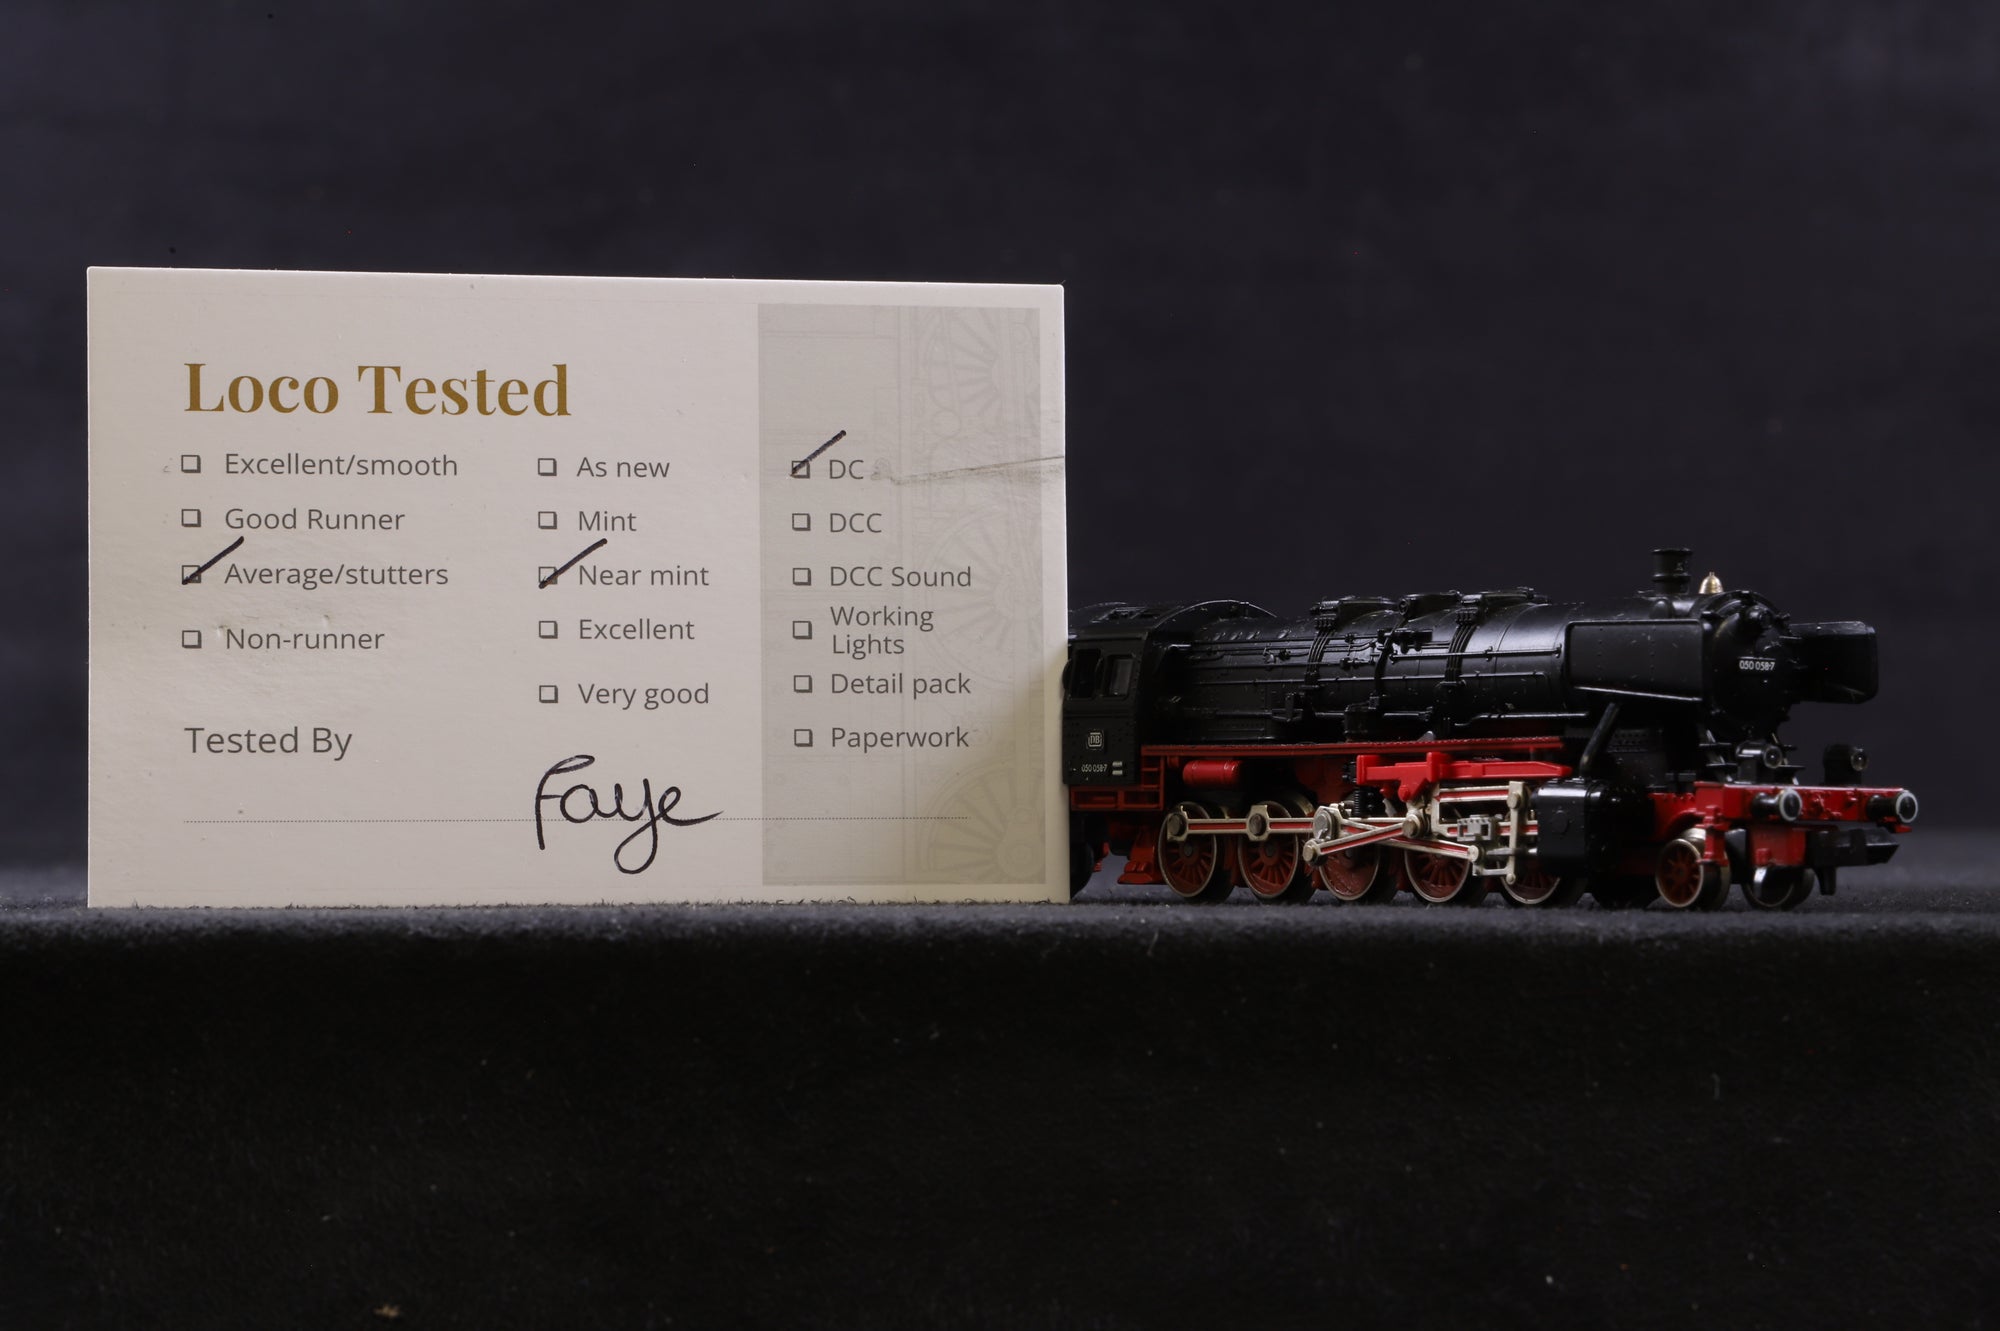 Loco Tested
Excellent/smooth
Good Runner
Average/stutters
Non-runner
As new
Mint
Near mint
Excellent
Very good
DC
DCC
DCC Sound
Working
Lights
Detail pack
Paperwork
Tested By
Faye
DB
050 058-7
050 058-7